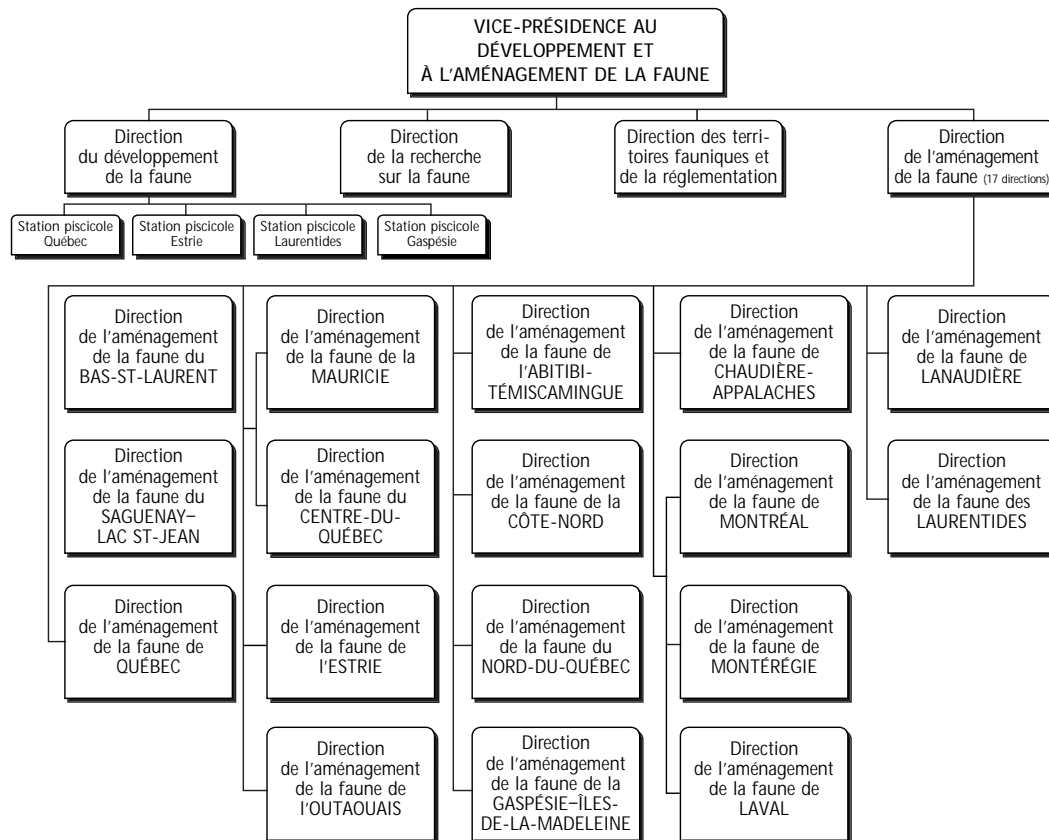 VICE-PRÉSIDENCE AU
DÉVELOPPEMENT ET
À L'AMÉNAGEMENT DE LA FAUNE
Direction
du développement
de la faune
Direction
de la recherche
sur la faune
Direction des terri-
toires fauniques et
de la réglementation
Direction
de l'aménagement
de la faune (17 directions)
Station piscicole
Québec
Station piscicole
Estrie
Station piscicole
Laurentides
Station piscicole
Gaspésie
Direction
de l'aménagement
de la faune du
BAS-ST-LAURENT
Direction
de l'aménagement
de la faune de la
MAURICIE
Direction
de l'aménagement
de la faune de
l'ABITIBI-
TÉMISCAMINGUE
Direction
de l'aménagement
de la faune de
CHAUDIÈRE-
APPALACHES
Direction
de l'aménagement
de la faune de
LANAUDIÈRE
Direction
de l'aménagement
de la faune du
SAGUENAY–
LAC ST-JEAN
Direction
de l'aménagement
de la faune du
CENTRE-DU-
QUÉBEC
Direction
de l'aménagement
de la faune de la
CÔTE-NORD
Direction
de l'aménagement
de la faune de
MONTRÉAL
Direction
de l'aménagement
de la faune des
LAURENTIDES
Direction
de l'aménagement
de la faune de
QUÉBEC
Direction
de l'aménagement
de la faune de
l'ESTRIE
Direction
de l'aménagement
de la faune du
NORD-DU-QUÉBEC
Direction
de l'aménagement
de la faune de
MONTÉRÉGIE
Direction
de l'aménagement
de la faune de
l'OUTAOUAIS
Direction
de l'aménagement
de la faune de la
GASPÉSIE–ÎLES-
DE-LA-MADELEINE
Direction
de l'aménagement
de la faune de
LAVAL